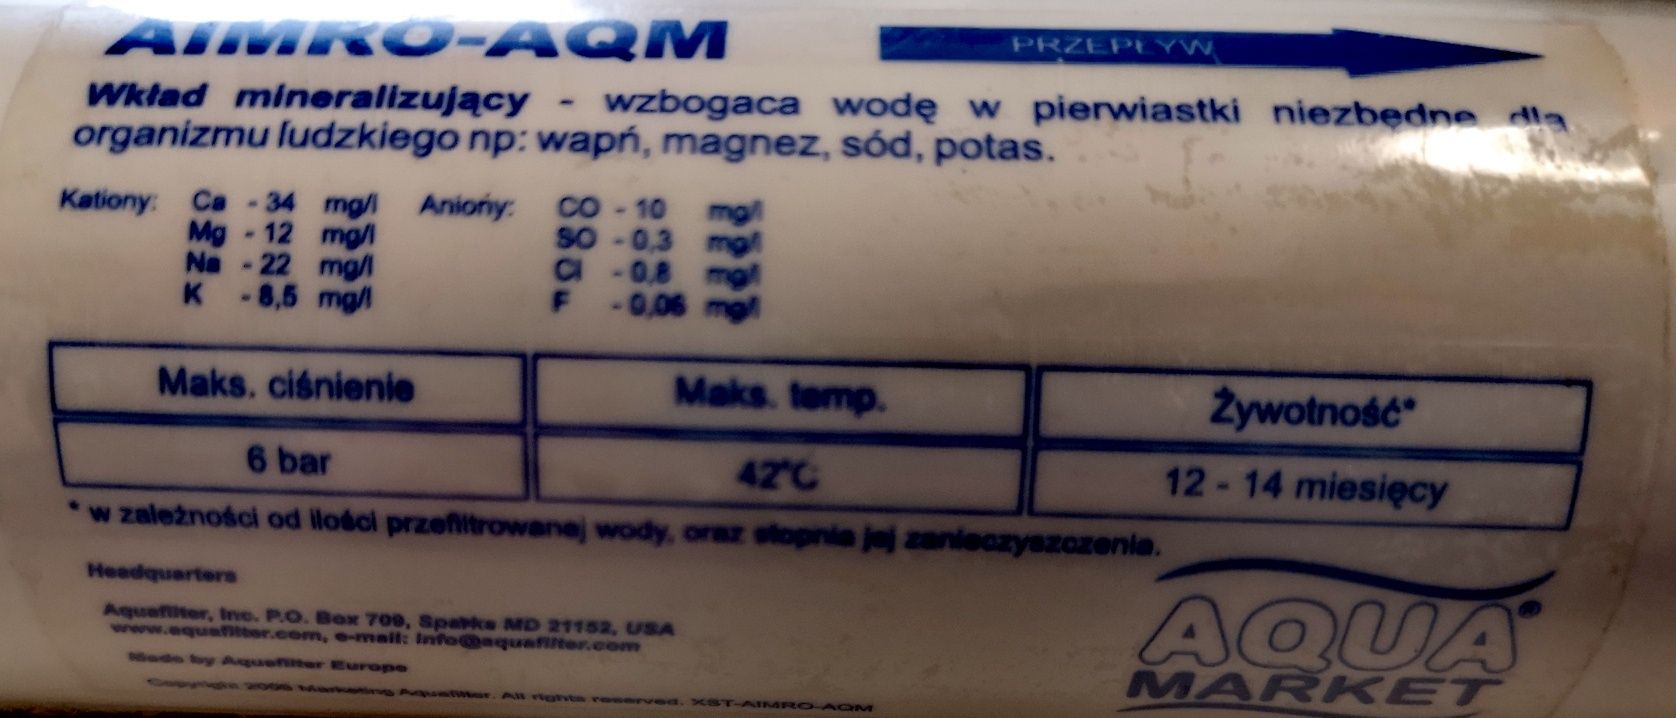 AIMRO-AQM
PRZEPŁYW
Wkład mineralizujący - wzbogaca wodę w pierwiastki niezbędne dla
organizmu ludzkiego np: wapń, magnez, sód, potas.
Kationy: Ca - 34 mg/l Aniony: CO - 10 mg/l
Mg - 12 mg/l SO - 0,3 mg/l
Na - 22 mg/l Cl - 0,8 mg/l
K - 8,5 mg/l F - 0,06 mg/l
Maks. ciśnienie Maks. temp. Żywotność*
6 bar 42°C 12 - 14 miesięcy
* w zależności od ilości przefiltrowanej wody, oraz stopnia jej zanieczyszczenia.
Headquarters
Aquafilter, Inc. P.O. Box 709, Sparks MD 21152, USA
www.aquafilter.com, e-mail: info@aquafilter.com
Made by Aquafilter Europe
Copyright 2005 Marketing Aquafilter. All rights reserved. XST-AIMRO-AQM
AQUA®
MARKET